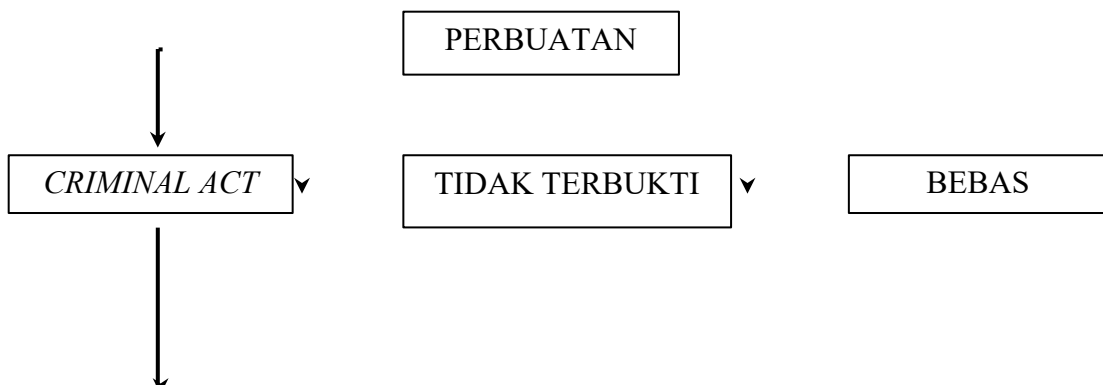 PERBUATAN
CRIMINAL ACT
TIDAK TERBUKTI
BEBAS